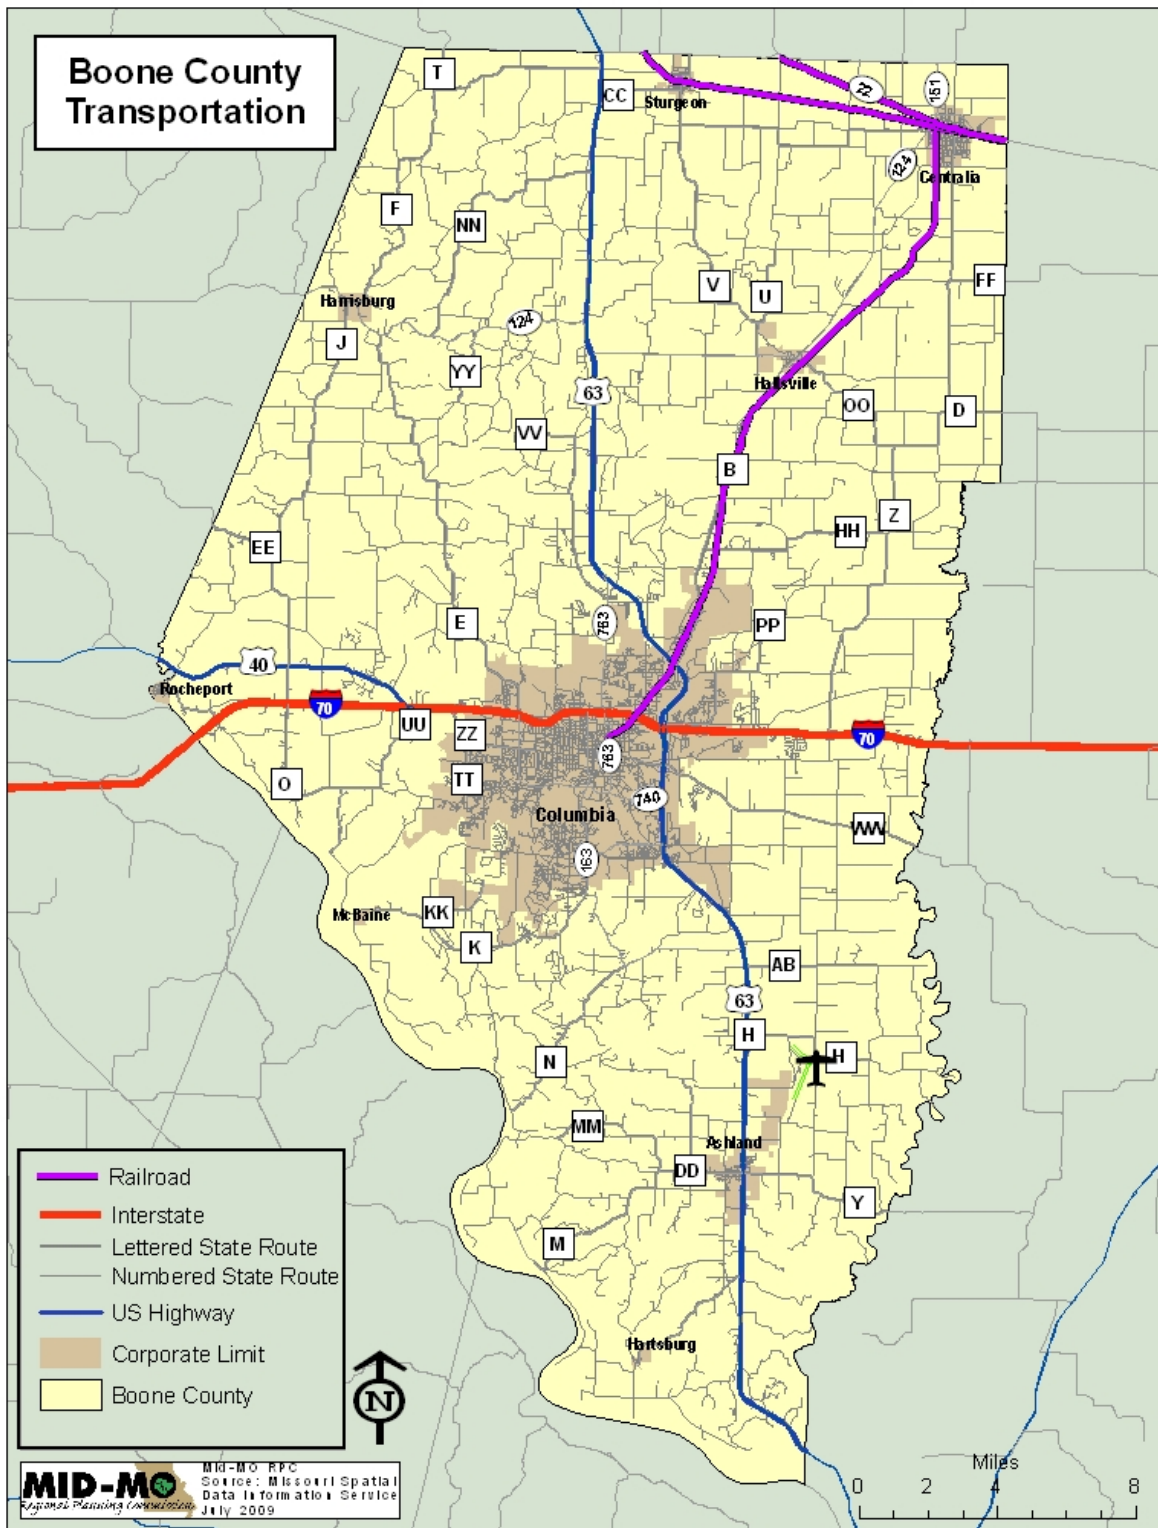 Boone County
Transportation
T
CC
Sturgeon
22
151
124
Centralia
F
NN
V
U
FF
Harrisburg
124
J
YY
63
Hallsville
OO
D
VV
B
Z
HH
EE
E
763
PP
40
Rocheport
70
UU
ZZ
763
70
O
TT
740
Columbia
WW
163
McBaine
KK
K
AB
63
H
H
N
MM
Ashland
DD
Y
M
Hartsburg
Railroad
Interstate
Lettered State Route
Numbered State Route
US Highway
Corporate Limit
Boone County
N
MID-MO
Regional Planning Commission
Mid-MO RPC
Source: Missouri Spatial
Data Information Service
July 2009
Miles
0 2 4 8